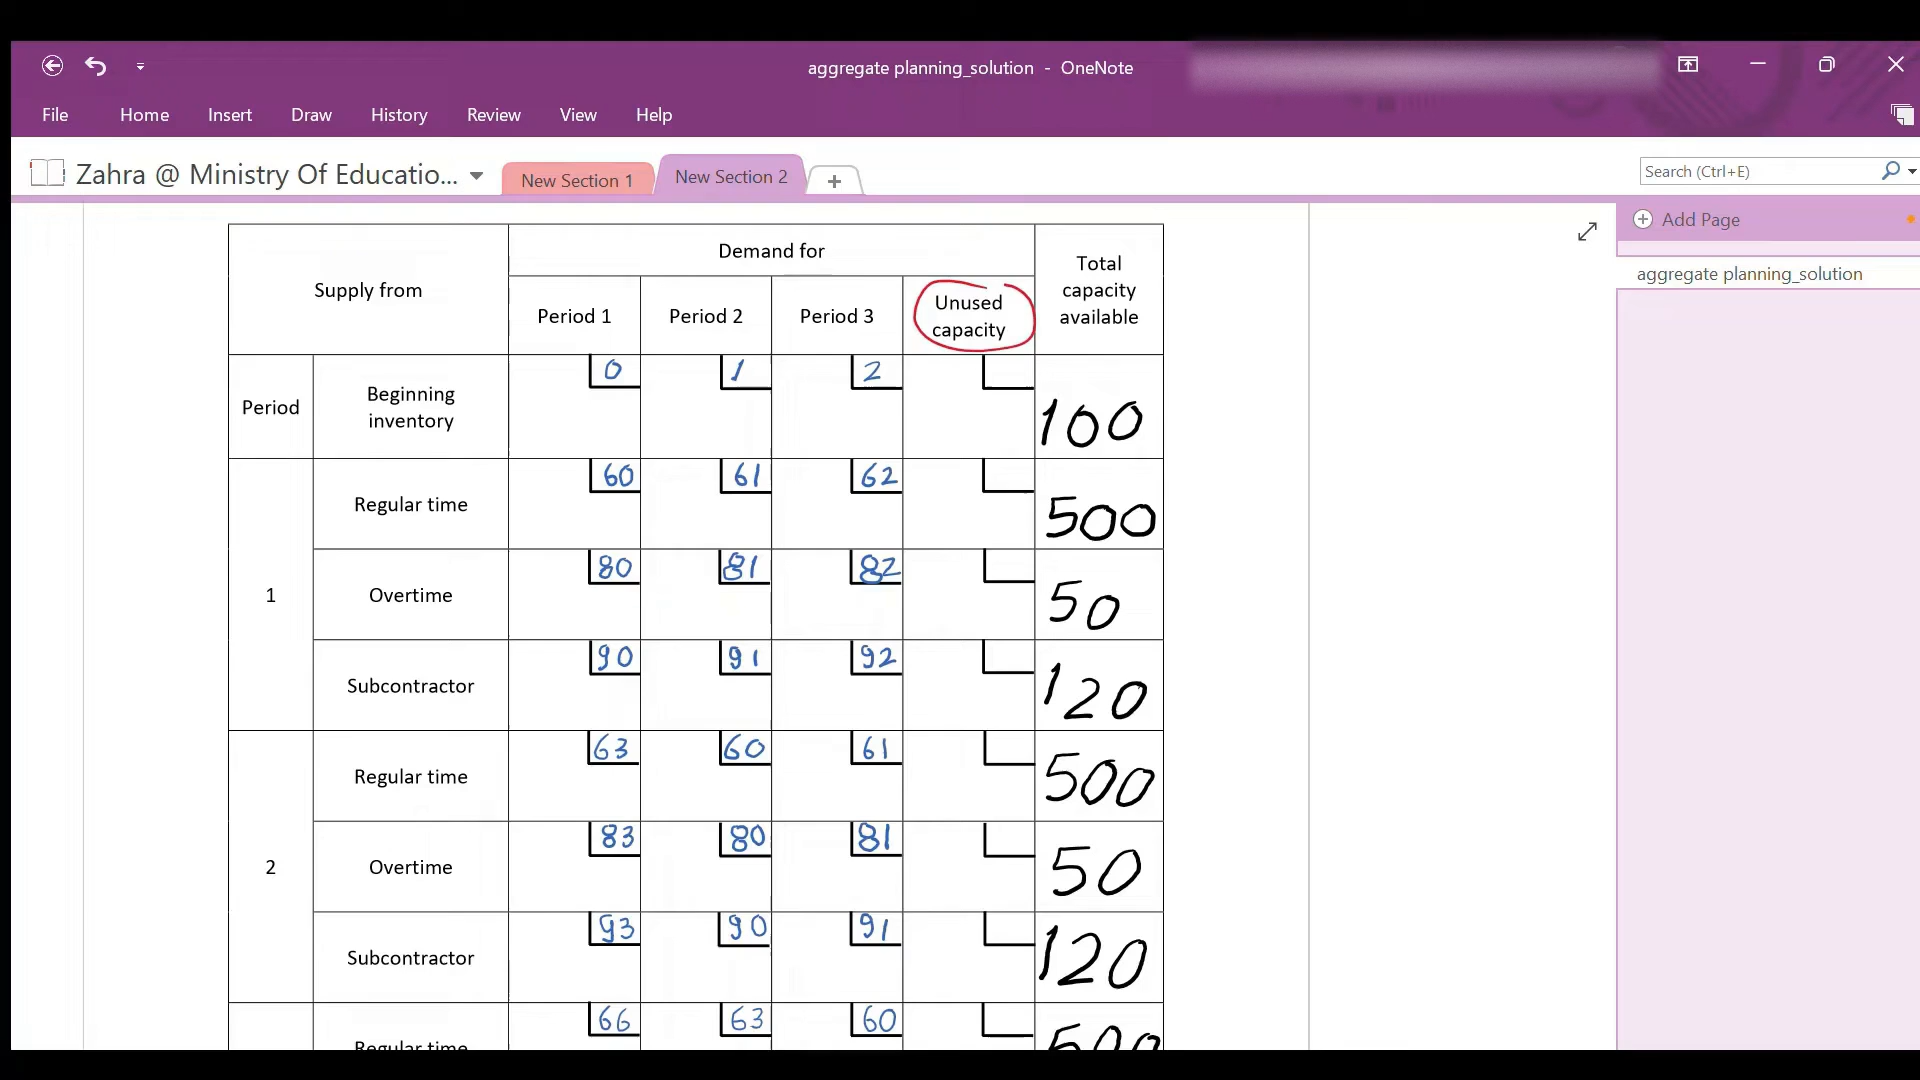 aggregate planning_solution - OneNote
File Home Insert Draw History Review View Help
Zahra @ Ministry Of Educatio... New Section 1 New Section 2 + Search (Ctrl+E)
Add Page
aggregate planning_solution
Supply from
Demand for
Total
capacity
available
Period 1 Period 2 Period 3
Unused
capacity
Period
Beginning
inventory
0 1 2
100
1
Regular time
60 61 62
500
Overtime
80 81 82
50
Subcontractor
90 91 92
120
2
Regular time
63 60 61
500
Overtime
83 80 81
50
Subcontractor
93 90 91
120
Regular time
66 63 60
500